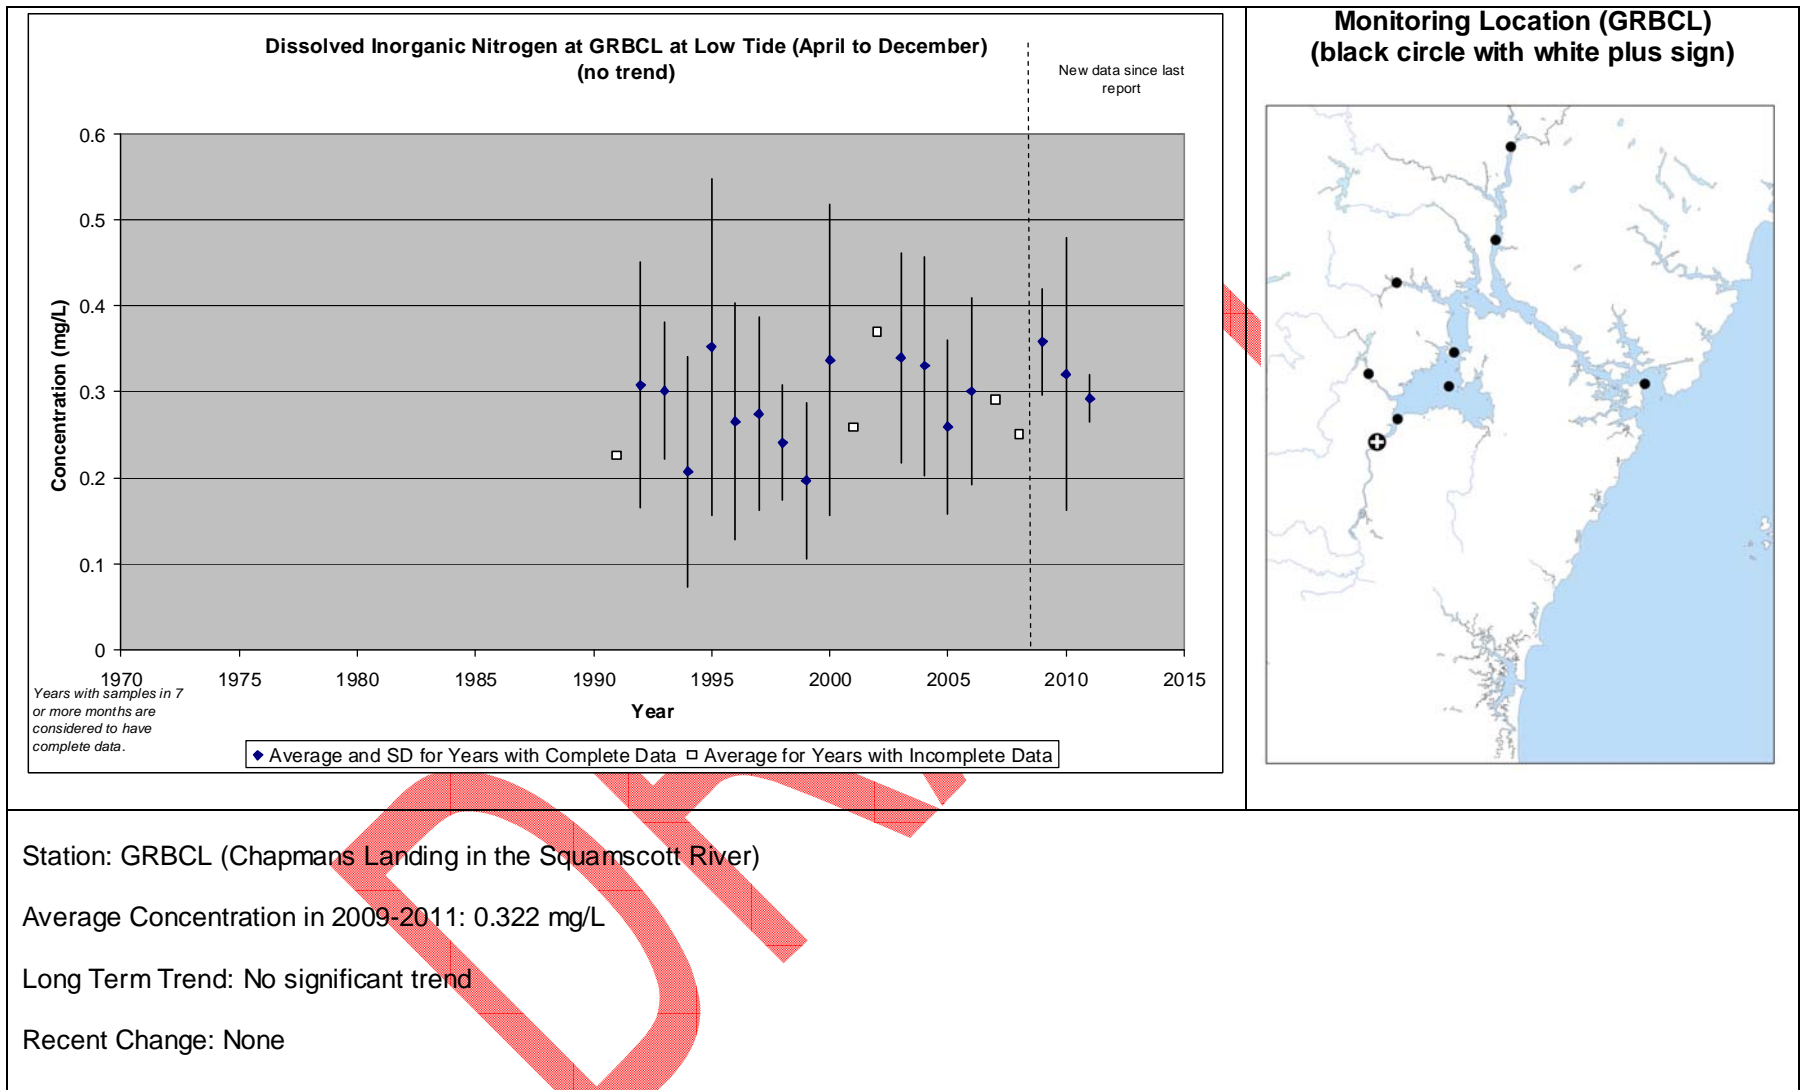 Dissolved Inorganic Nitrogen at GRBCL at Low Tide (April to December)
(no trend)
New data since last
report
Concentration (mg/L)
0.6
0.5
0.4
0.3
0.2
0.1
0
1970 1975 1980 1985 1990 1995 2000 2005 2010 2015
Year
Years with samples in 7
or more months are
considered to have
complete data.
Average and SD for Years with Complete Data Average for Years with Incomplete Data
Monitoring Location (GRBCL)
(black circle with white plus sign)
Station: GRBCL (Chapmans Landing in the Squamscott River)
Average Concentration in 2009-2011: 0.322 mg/L
Long Term Trend: No significant trend
Recent Change: None